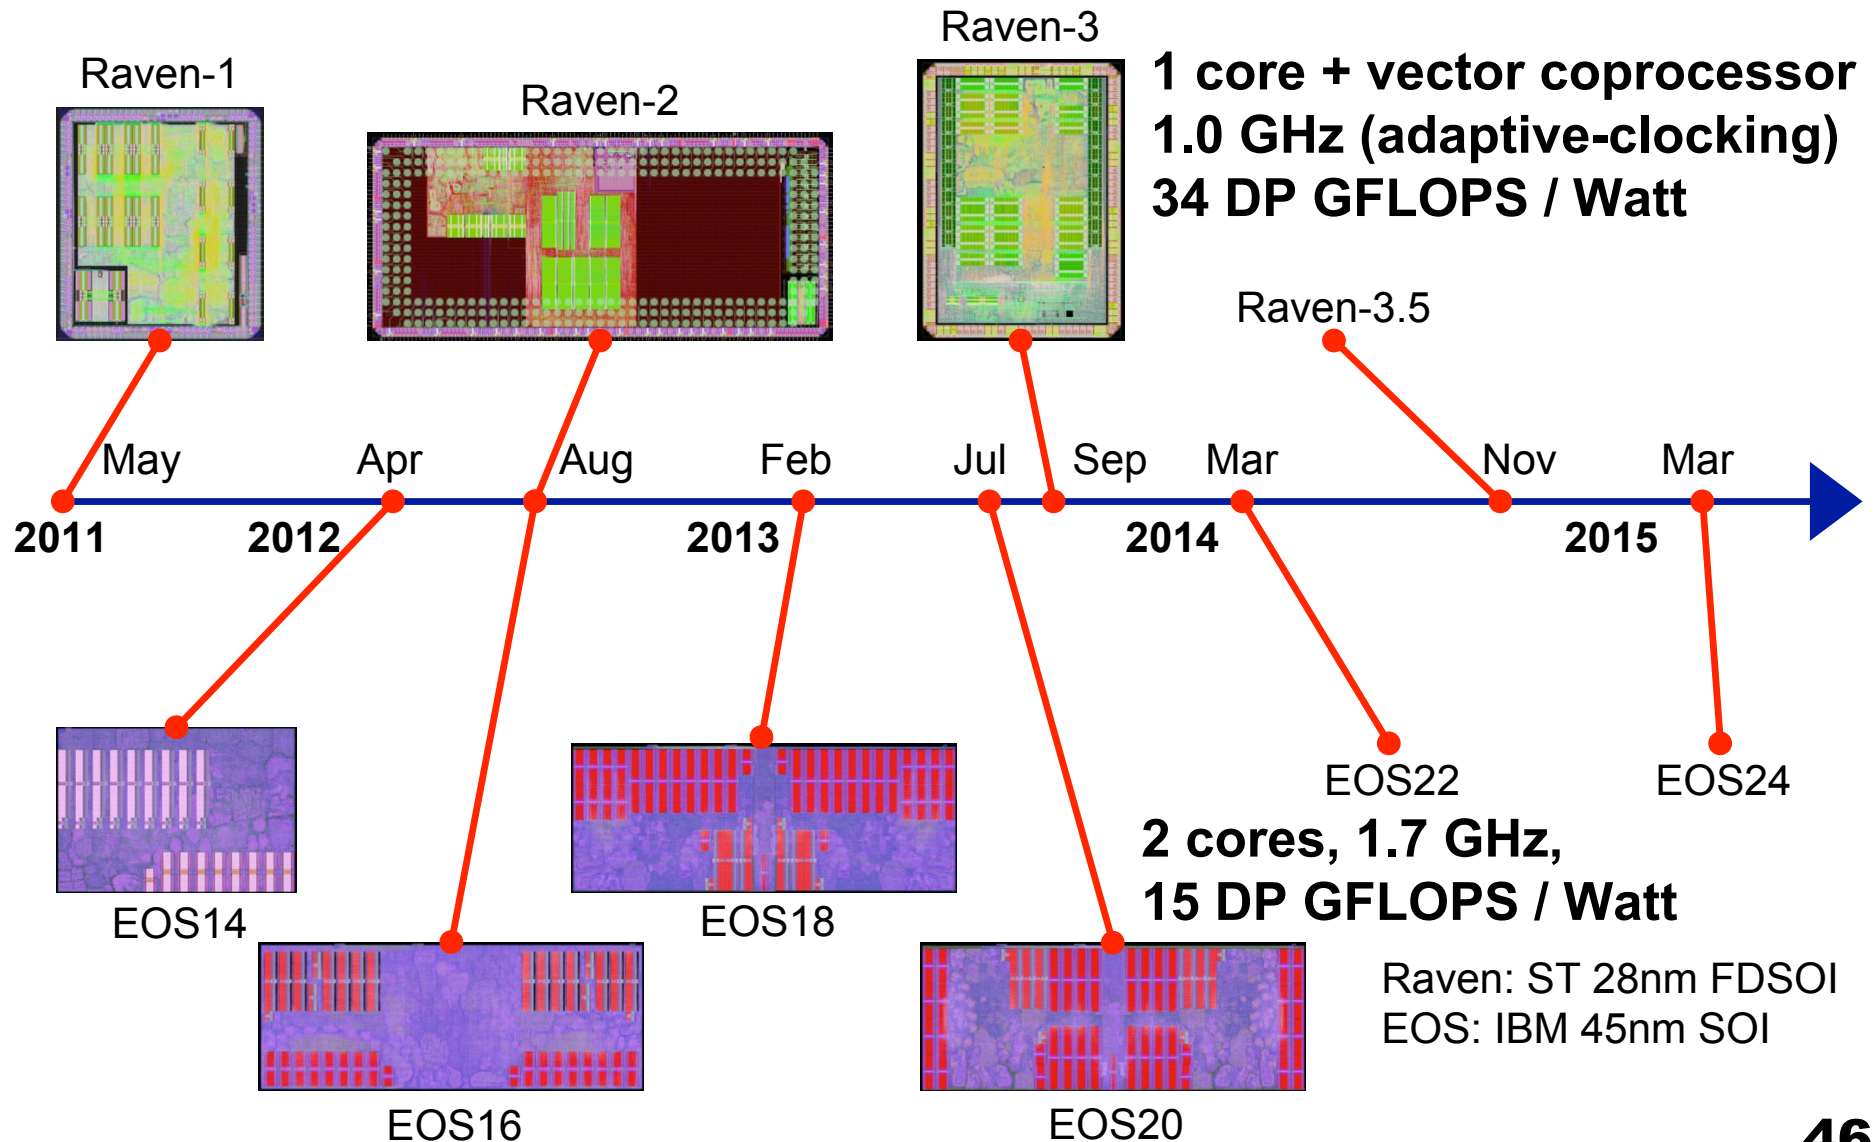 Raven-3
Raven-1
Raven-2
1 core + vector coprocessor
1.0 GHz (adaptive-clocking)
34 DP GFLOPS / Watt
Raven-3.5
May
Apr
Aug
Feb
Jul
Sep
Mar
Nov
Mar
2011
2012
2013
2014
2015
EOS22
EOS24
2 cores, 1.7 GHz,
15 DP GFLOPS / Watt
EOS14
EOS18
Raven: ST 28nm FDSOI
EOS: IBM 45nm SOI
EOS16
EOS20
46